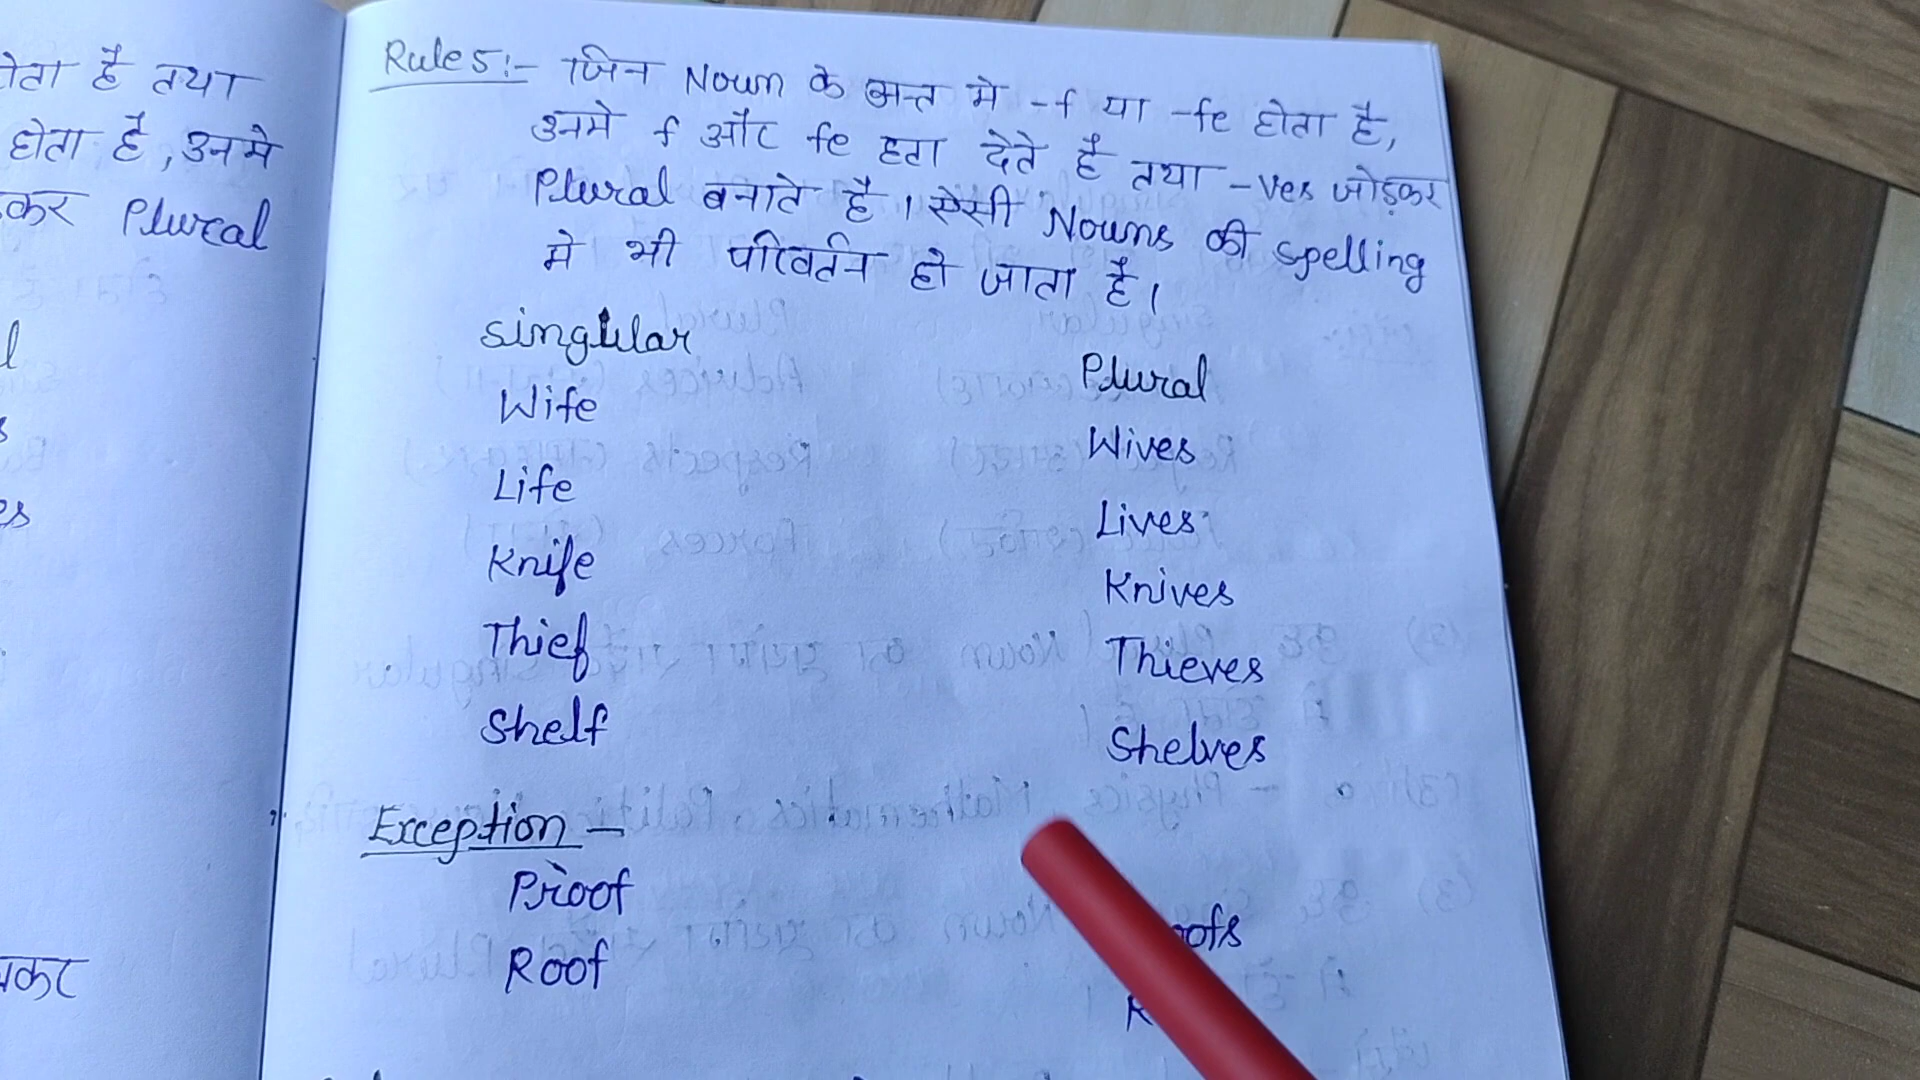 होता है तथा
होता है, उनमे
कर Plural
Rule 5:- जिन Noun के अन्त मे -f या -fe होता है,
उनमे f और fe हटा देते है तथा -ves जोड़कर
Plural बनाते है। ऐसी Nouns की spelling
मे भी परिवर्तन हो जाता है।
Singular Plural
Wife Wives
Life Lives
Knife Knives
Thief Thieves
Shelf Shelves
Exception -
Proof
Roof